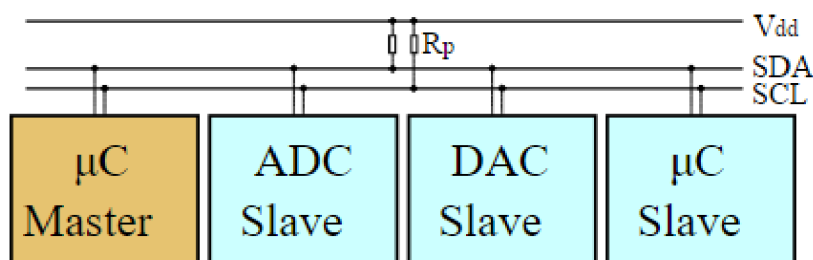 Vdd
Rp
SDA
SCL
μC
Master
ADC
Slave
DAC
Slave
μC
Slave